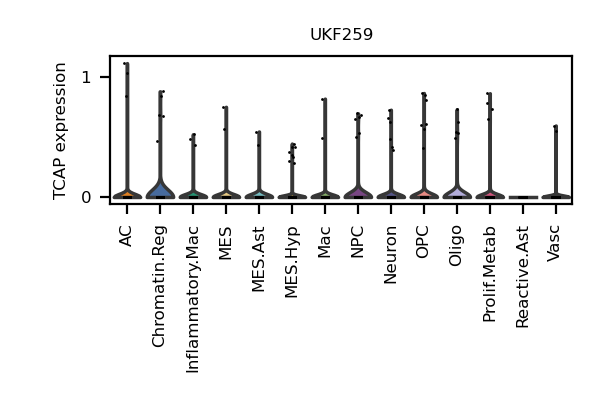 UKF259
TCAP expression
1
0
AC
Chromatin.Reg
Inflammatory.Mac
MES
MES.Ast
MES.Hyp
Mac
NPC
Neuron
OPC
Oligo
Prolif.Metab
Reactive.Ast
Vasc